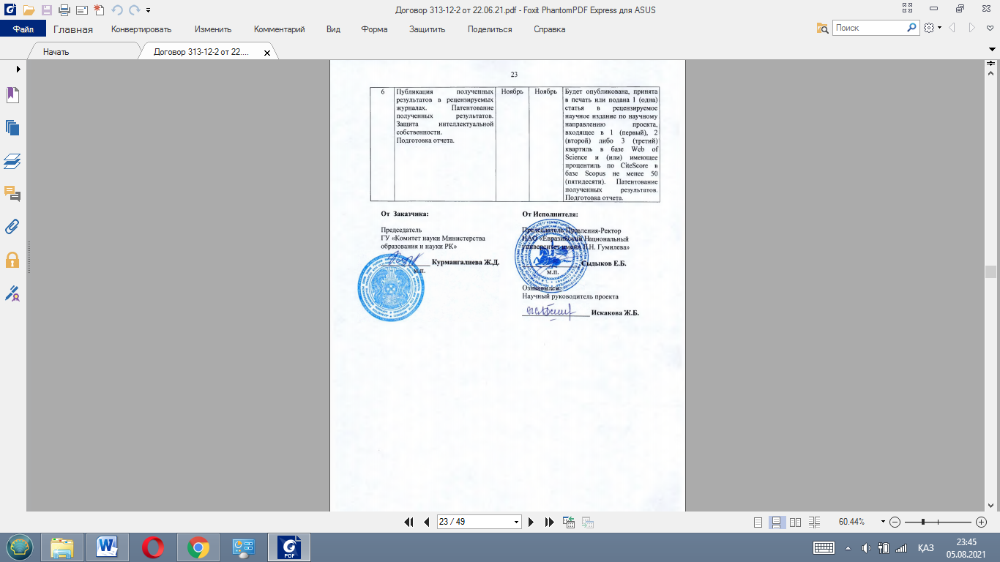 Договор 313-12-2 от 22.06.21.pdf - Foxit PhantomPDF Express для ASUS
Файл Главная Конвертировать Изменить Комментарий Вид Форма Защитить Поделиться Справка
Поиск
Начать
Договор 313-12-2 от 22....
23
6
Публикация полученных
результатов в рецензируемых
журналах. Патентование
полученных результатов.
Защита интеллектуальной
собственности.
Подготовка отчета.
Ноябрь
Ноябрь
Будет опубликована, принята
в печать или подана 1 (одна)
статья в рецензируемое
научное издание по научному
направлению проекта,
входящее в 1 (первый), 2
(второй) либо 3 (третий)
квартиль в базе Web of
Science и (или) имеющее
процентиль по CiteScore в
базе Scopus не менее 50
(пятидесяти). Патентование
полученных результатов.
Подготовка отчета.
От Заказчика:
Председатель
ГУ «Комитет науки Министерства
образования и науки РК»
Курмангалиева Ж.Д.
м.п.
От Исполнителя:
Председатель Правления-Ректор
НАО «Евразийский Национальный
университет имени Л.Н. Гумилева»
Сыдыков Е.Б.
м.п.
Ознакомлен:
Научный руководитель проекта
Искакова Ж.Б.
23 / 49
60.44%
PDF
ҚАЗ
23:45
05.08.2021